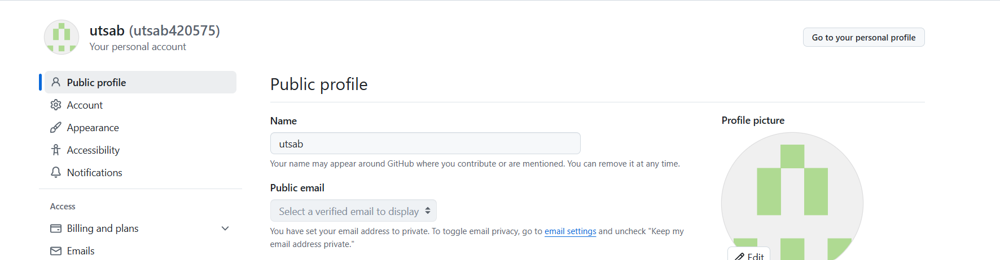 utsab (utsab420575)
Your personal account
Go to your personal profile
Public profile
Account
Appearance
Accessibility
Notifications
Access
Billing and plans
Emails
Public profile
Name
utsab
Your name may appear around GitHub where you contribute or are mentioned. You can remove it at any time.
Public email
Select a verified email to display
You have set your email address to private. To toggle email privacy, go to email settings and uncheck "Keep my
email address private."
Profile picture
Edit